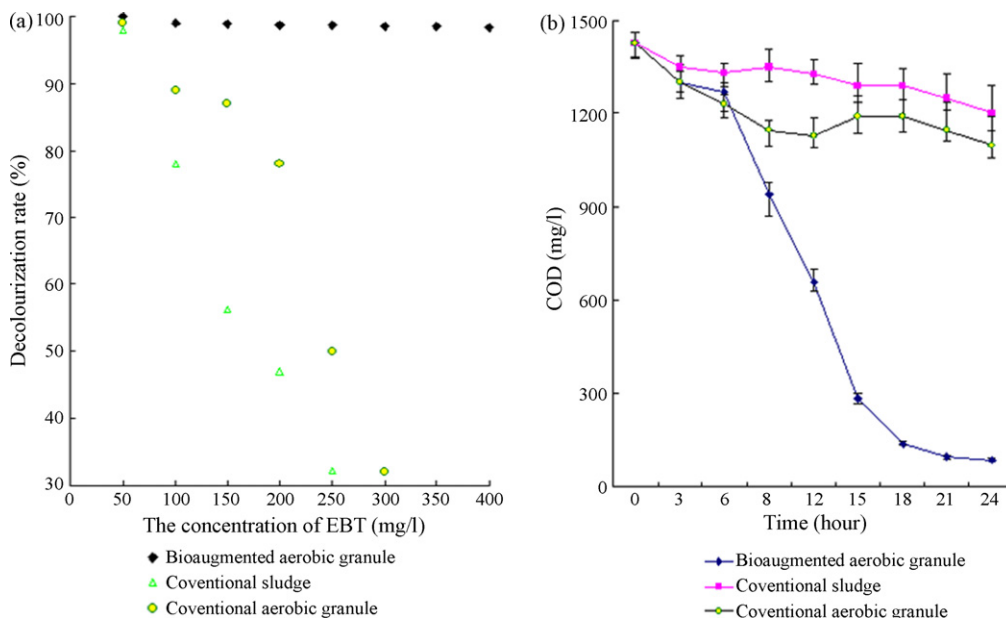 (a)
100
90
80
70
60
50
40
30
Decolourization rate (%)
0 50 100 150 200 250 300 350 400
The concentration of EBT (mg/l)
Bioaugmented aerobic granule
Coventional sludge
Coventional aerobic granule
(b)
1500
1200
900
600
300
0
COD (mg/l)
0 3 6 8 12 15 18 21 24
Time (hour)
Bioaugmented aerobic granule
Coventional sludge
Coventional aerobic granule